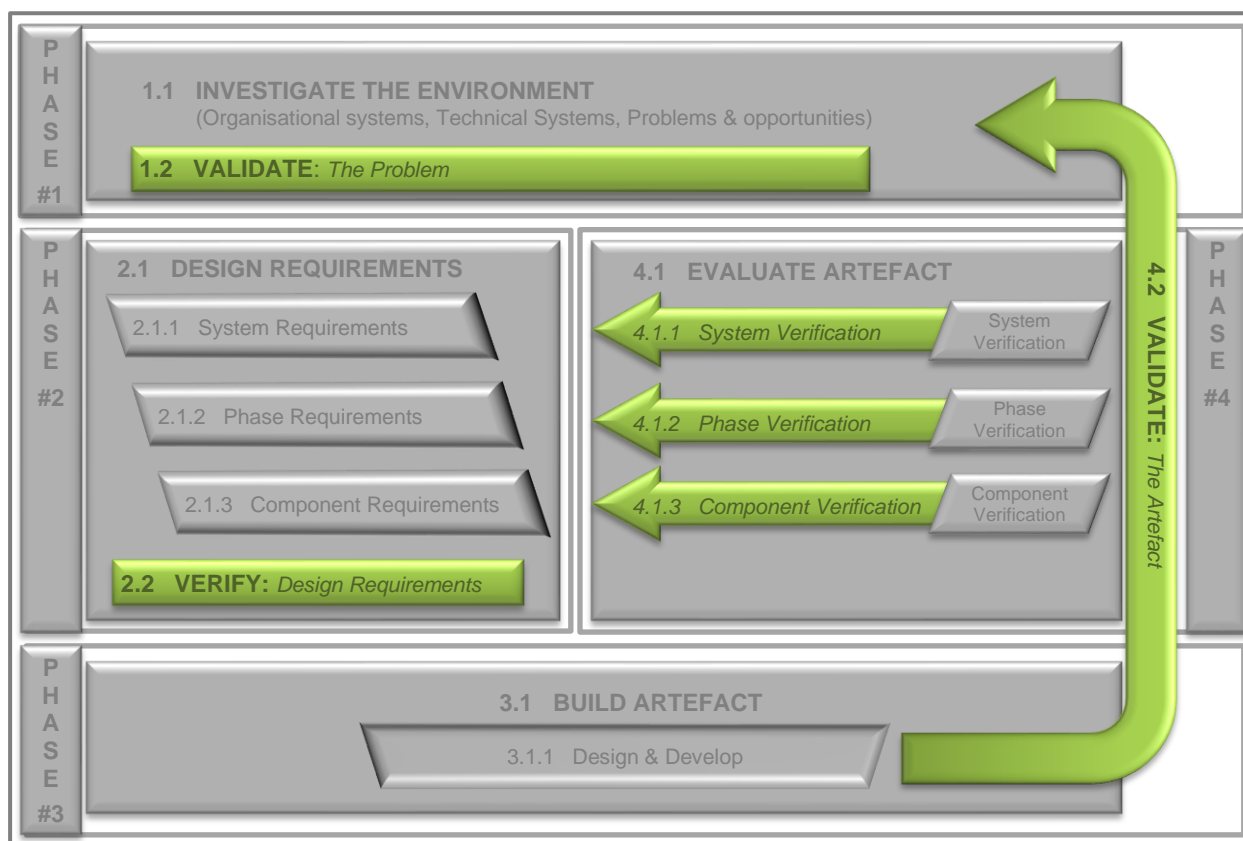 PHASE
#1
1.1 INVESTIGATE THE ENVIRONMENT
(Organisational systems, Technical Systems, Problems & opportunities)
1.2 VALIDATE: The Problem
PHASE
#2
2.1 DESIGN REQUIREMENTS
2.1.1 System Requirements
2.1.2 Phase Requirements
2.1.3 Component Requirements
2.2 VERIFY: Design Requirements
4.1 EVALUATE ARTEFACT
4.1.1 System Verification
System
Verification
4.1.2 Phase Verification
Phase
Verification
4.1.3 Component Verification
Component
Verification
4.2 VALIDATE: The Artefact
PHASE
#4
PHASE
#3
3.1 BUILD ARTEFACT
3.1.1 Design & Develop